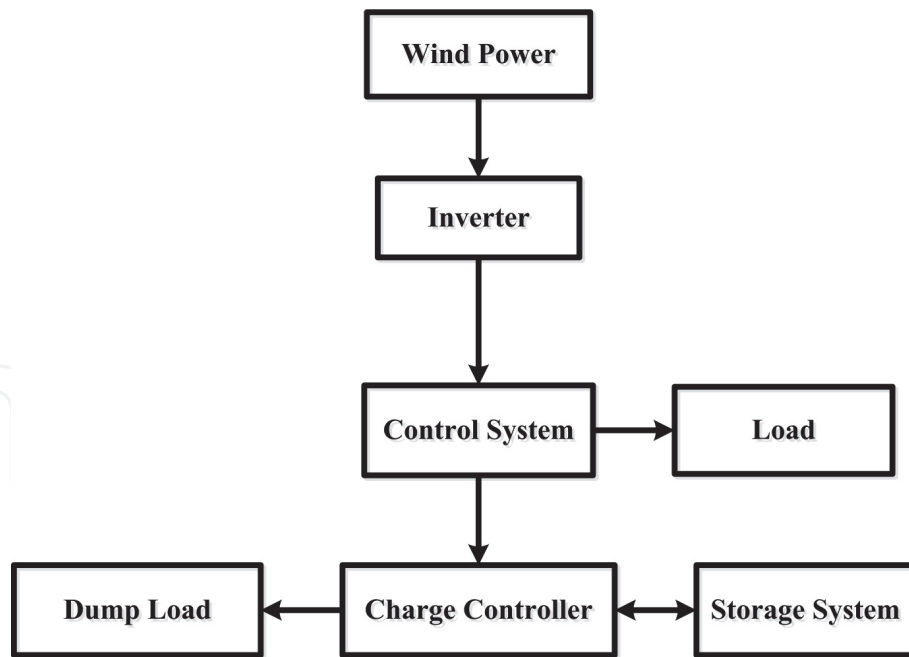 Wind Power
Inverter
Control System
Load
Dump Load
Charge Controller
Storage System